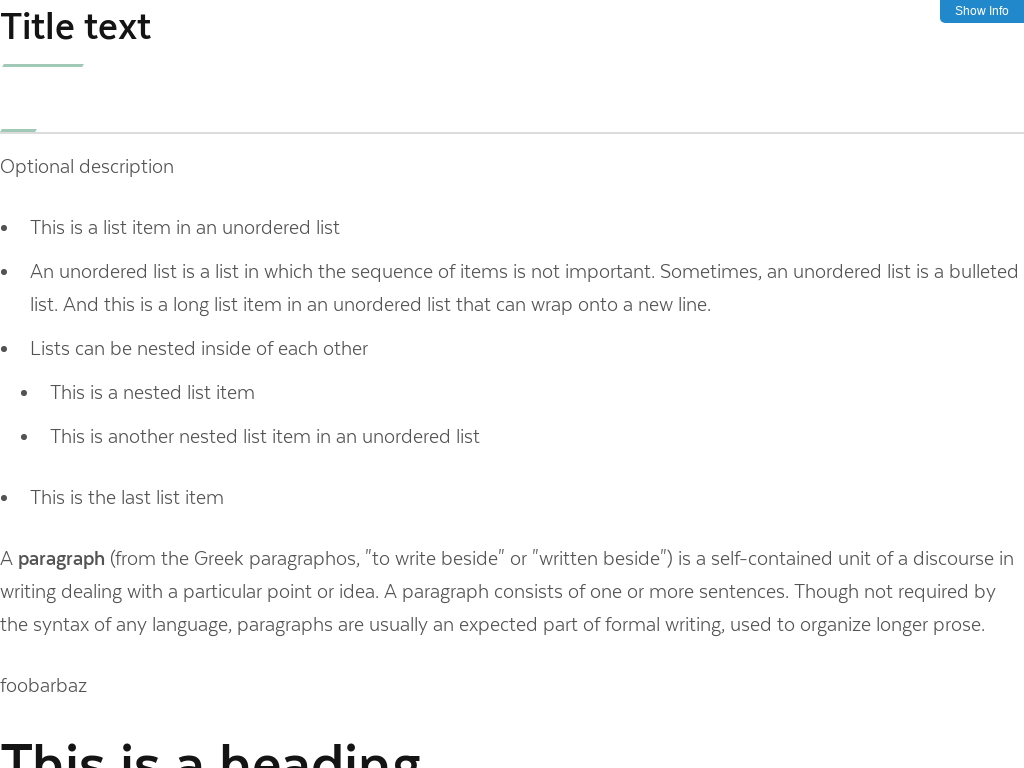 Title text
Show Info
Optional description
This is a list item in an unordered list
An unordered list is a list in which the sequence of items is not important. Sometimes, an unordered list is a bulleted
list. And this is a long list item in an unordered list that can wrap onto a new line.
Lists can be nested inside of each other
This is a nested list item
This is another nested list item in an unordered list
This is the last list item
A paragraph (from the Greek paragraphos, "to write beside" or "written beside") is a self-contained unit of a discourse in
writing dealing with a particular point or idea. A paragraph consists of one or more sentences. Though not required by
the syntax of any language, paragraphs are usually an expected part of formal writing, used to organize longer prose.
foobarbaz
This is a heading